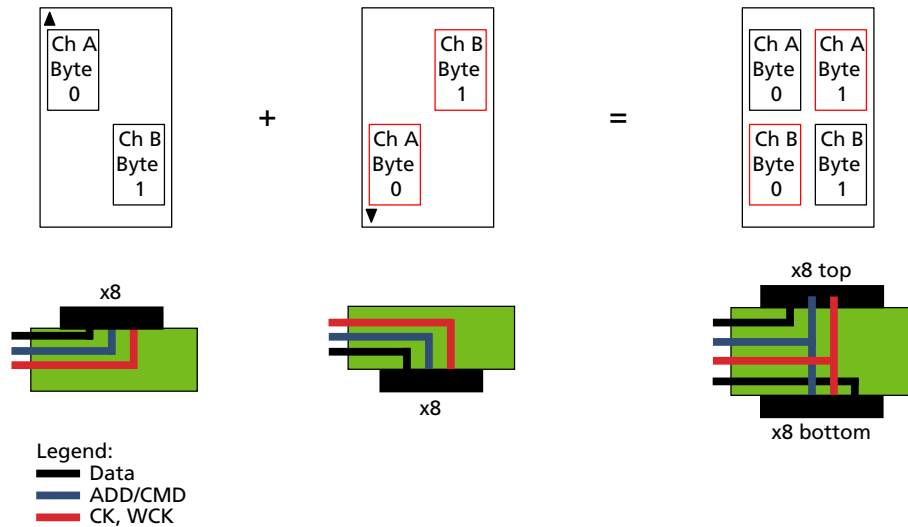 Ch A
Byte
0
Ch B
Byte
1
+
Ch B
Byte
1
Ch A
Byte
0
=
Ch A
Byte
0
Ch A
Byte
1
Ch B
Byte
0
Ch B
Byte
1
x8
x8
x8 top
x8 bottom
Legend:
Data
ADD/CMD
CK, WCK